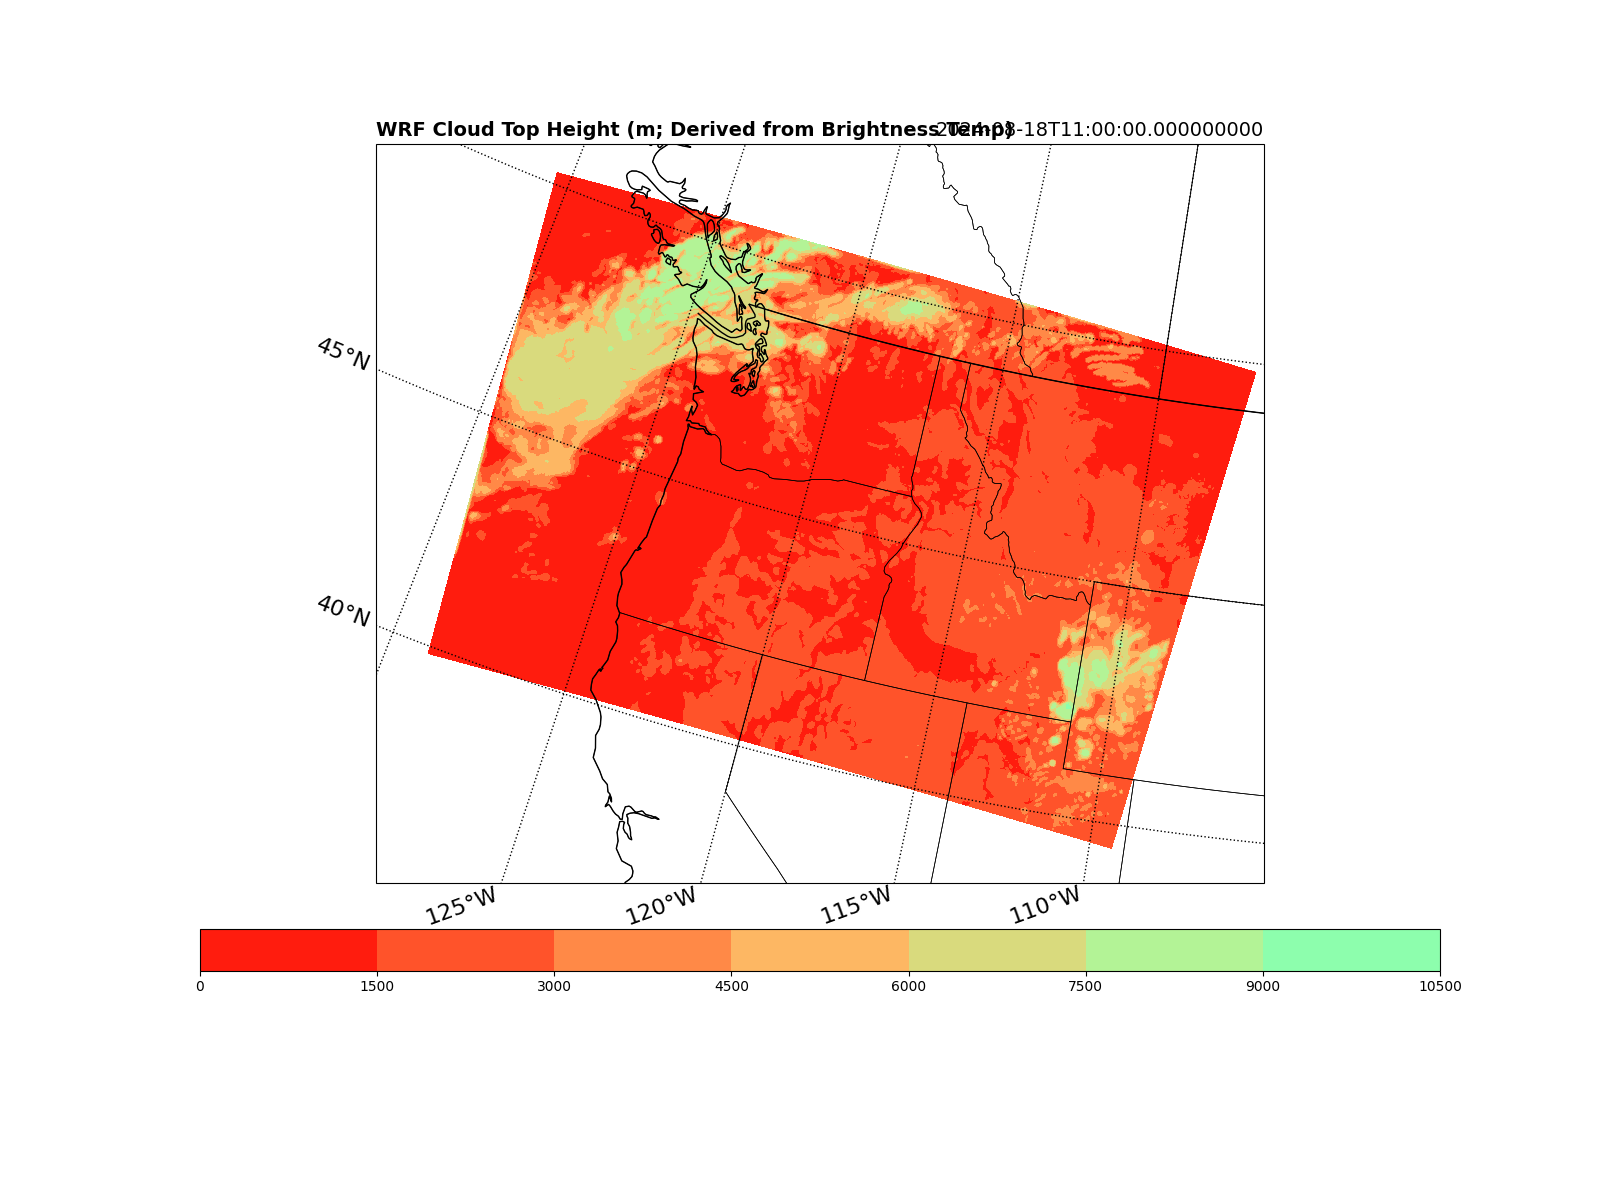 WRF Cloud Top Height (m; Derived from Brightness Temp) 2024-08-18T11:00:00.000000000
45°N
40°N
125°W 120°W 115°W 110°W
0 1500 3000 4500 6000 7500 9000 10500